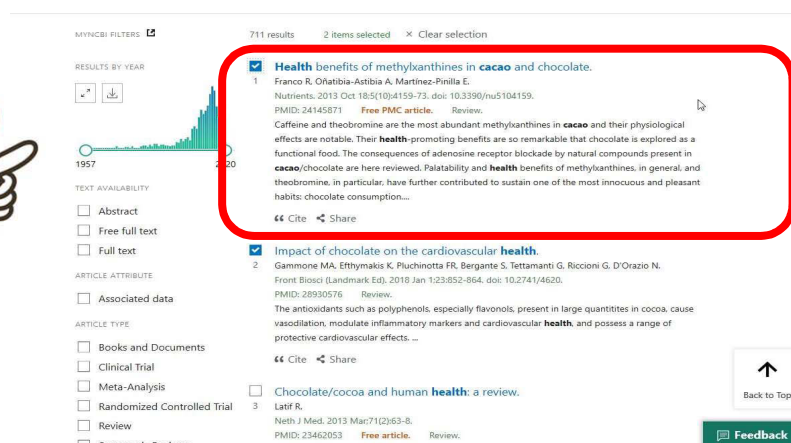 MYNCBI FILTERS
711 results 2 items selected × Clear selection
RESULTS BY YEAR
1957
TEXT AVAILABILITY
Abstract
Free full text
Full text
ARTICLE ATTRIBUTE
Associated data
ARTICLE TYPE
Books and Documents
Clinical Trial
Meta-Analysis
Randomized Controlled Trial
Review
Health benefits of methylxanthines in cacao and chocolate.
1 Franco R, Oñatibia-Astibia A, Martínez-Pinilla E.
Nutrients. 2013 Oct 18;5(10):4159-73. doi: 10.3390/nu5104159.
PMID: 24145871 Free PMC article. Review.
Caffeine and theobromine are the most abundant methylxanthines in cacao and their physiological
effects are notable. Their health-promoting benefits are so remarkable that chocolate is explored as a
functional food. The consequences of adenosine receptor blockade by natural compounds present in
cacao/chocolate are here reviewed. Palatability and health benefits of methylxanthines, in general, and
theobromine, in particular, have further contributed to sustain one of the most innocuous and pleasant
habits: chocolate consumption....
Cite Share
Impact of chocolate on the cardiovascular health.
2 Gammone MA, Efthymakis K, Pluchinotta FR, Bergante S, Tettamanti G, Riccioni G, D'Orazio N.
Front Biosci (Landmark Ed). 2018 Jan 1;23:852-864. doi: 10.2741/4620.
PMID: 28930576 Review.
The antioxidants such as polyphenols, especially flavonols, present in large quantitites in cocoa, cause
vasodilation, modulate inflammatory markers and cardiovascular health, and possess a range of
protective cardiovascular effects. ...
Cite Share
Chocolate/cocoa and human health: a review.
3 Latif R.
Neth J Med. 2013 Mar;71(2):63-8.
PMID: 23462053 Free article. Review.
Back to Top
Feedback